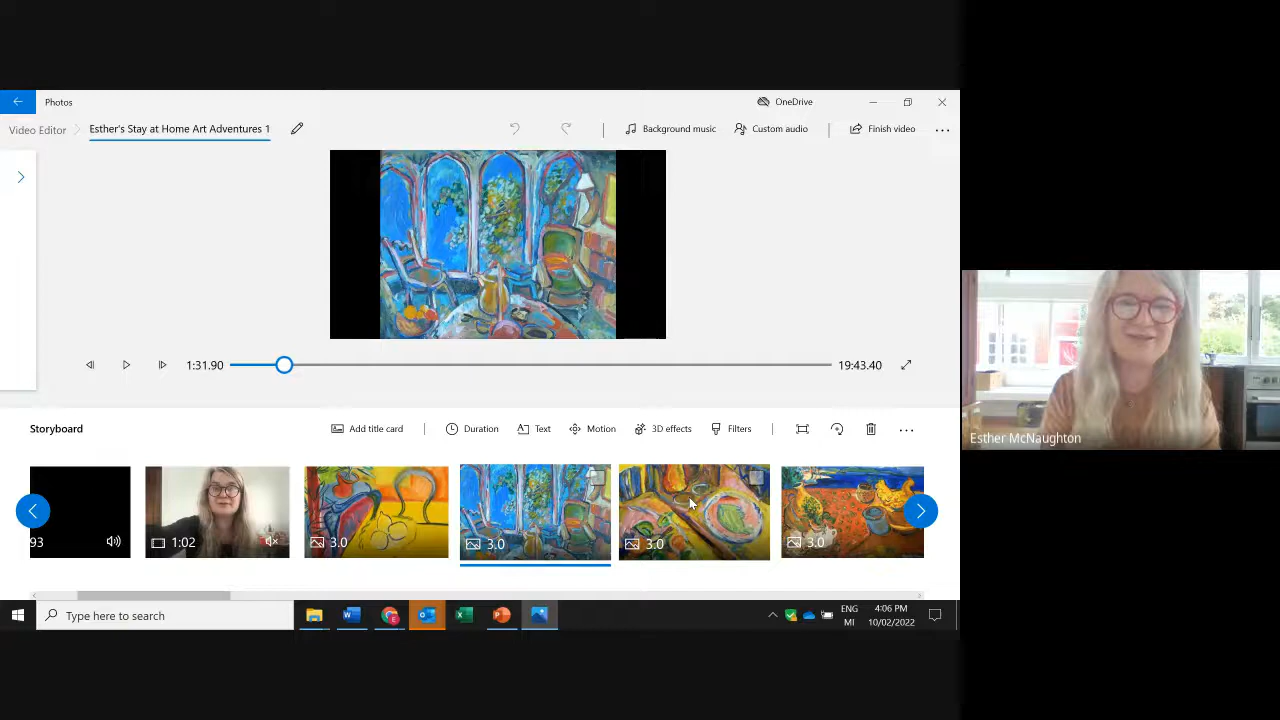 Photos
OneDrive
Video Editor
Esther's Stay at Home Art Adventures 1
Background music
Custom audio
Finish video
1:31.90
19:43.40
Storyboard
Add title card
Duration
Text
Motion
3D effects
Filters
93
1:02
3.0
3.0
3.0
3.0
Esther McNaughton
Type here to search
ENG
MI
4:06 PM
10/02/2022